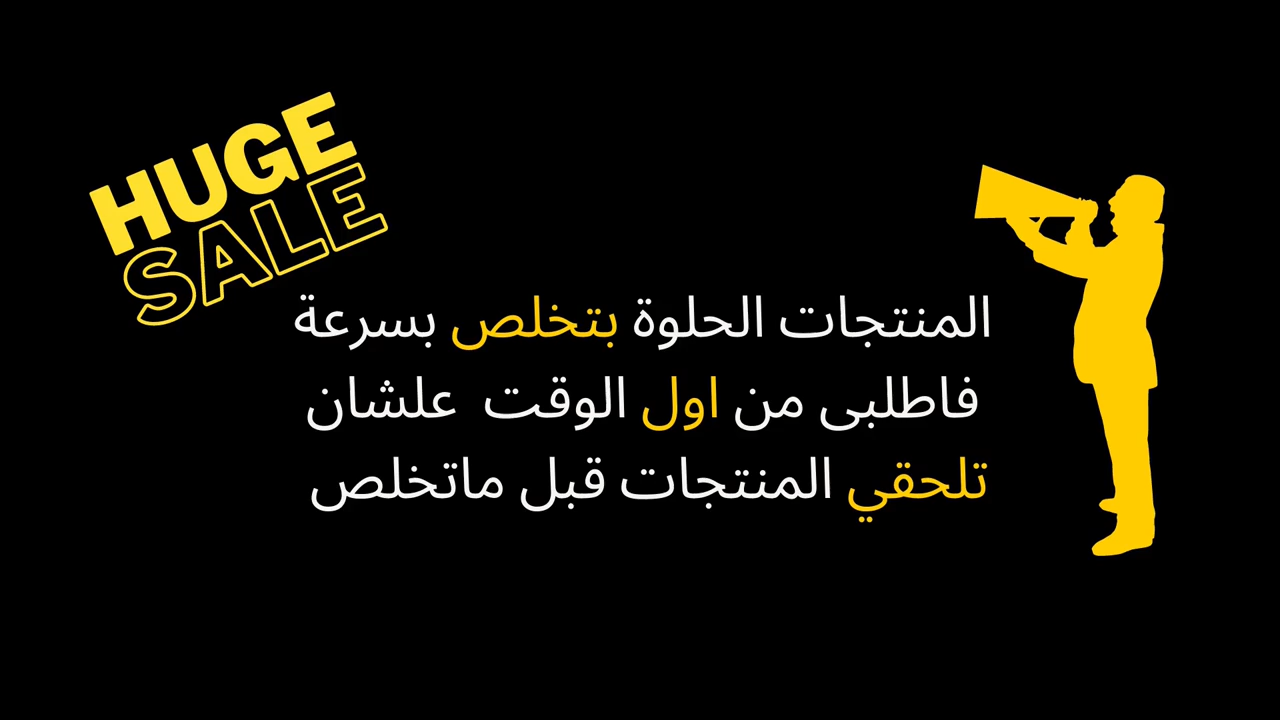 HUGE
SALE
المنتجات الحلوة بتخلص بسرعة
فاطلبى من اول الوقت علشان
تلحقي المنتجات قبل ماتخلص